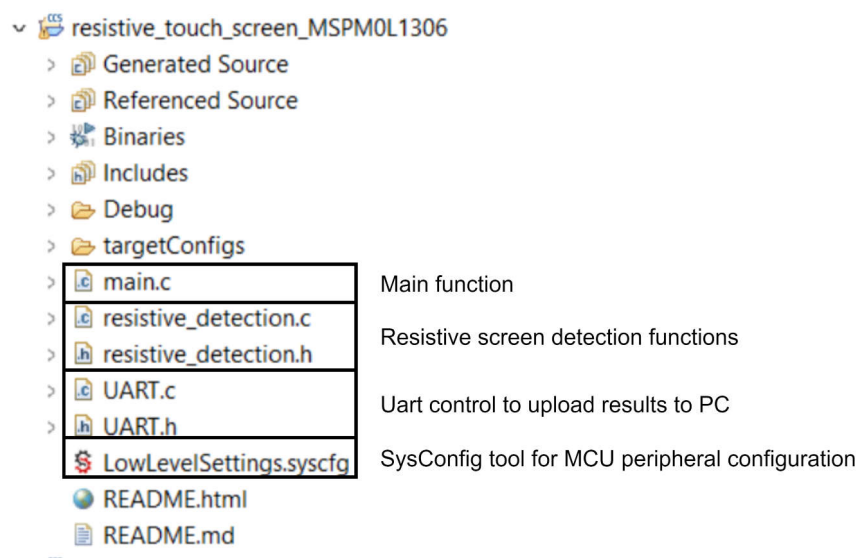 resistive_touch_screen_MSPM0L1306
Generated Source
Referenced Source
Binaries
Includes
Debug
targetConfigs
main.c
Main function
resistive_detection.c
resistive_detection.h
Resistive screen detection functions
UART.c
UART.h
Uart control to upload results to PC
LowLevelSettings.syscfg
SysConfig tool for MCU peripheral configuration
README.html
README.md